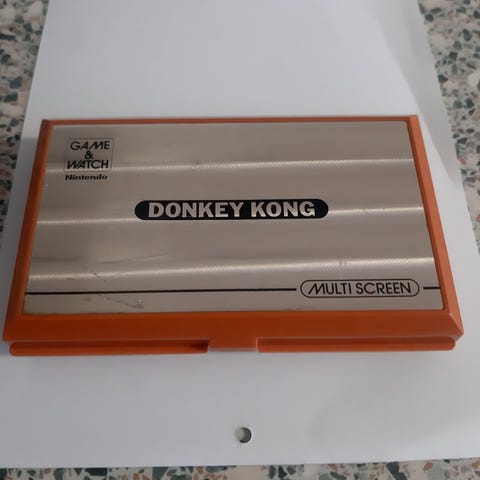 GAME
&
WATCH
Nintendo
DONKEY KONG
MULTI SCREEN